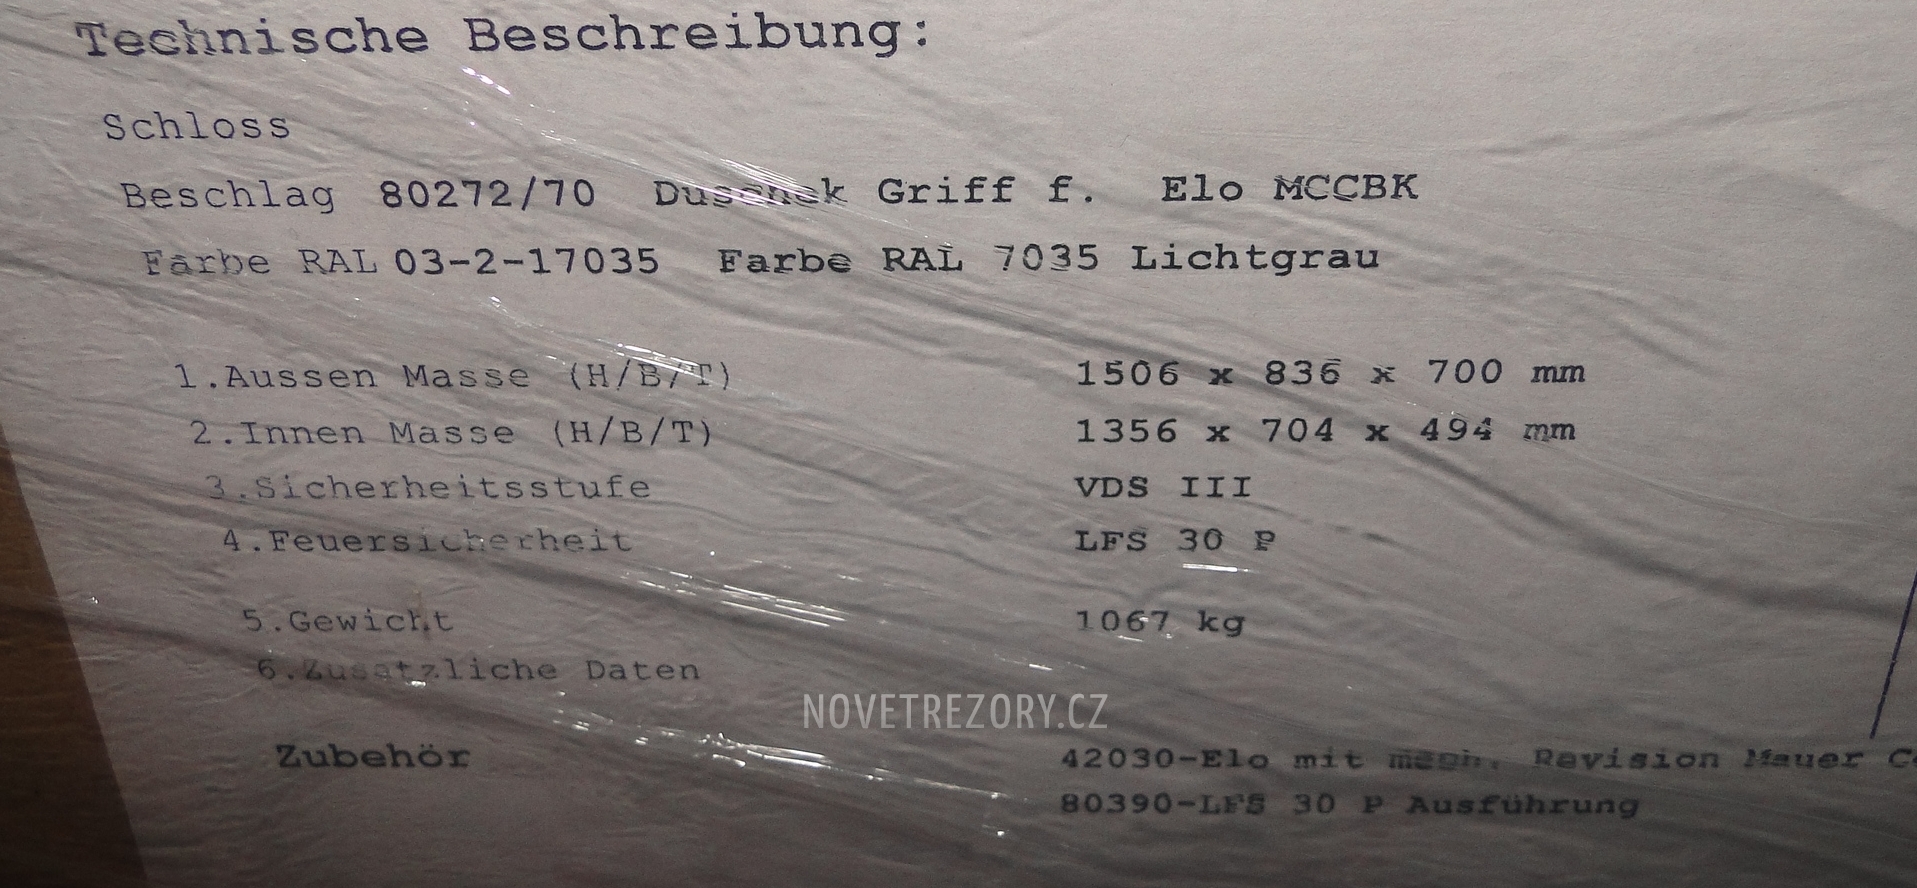 Technische Beschreibung:
Schloss
Beschlag 80272/70 Duschek Griff f. Elo MCCBK
Farbe RAL 03-2-17035 Farbe RAL 7035 Lichtgrau
1.Aussen Masse (H/B/T) 1506 x 836 x 700 mm
2.Innen Masse (H/B/T) 1356 x 704 x 494 mm
3.Sicherheitsstufe VDS III
4.Feuersicherheit LFS 30 P
5.Gewicht 1067 kg
6.Zusatzliche Daten
NOVETREZORY.CZ
Zubehör 42030-Elo mit mech. Revision Mauer
80390-LFS 30 P Ausführung